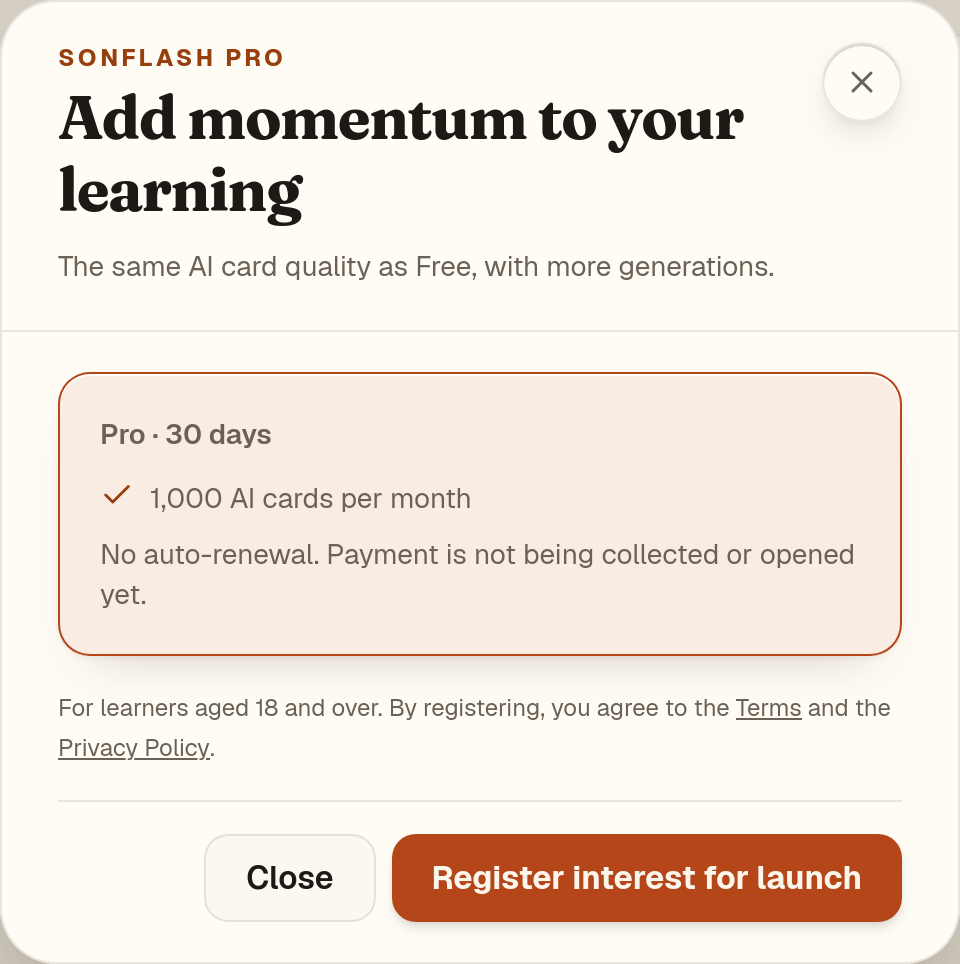 SONFLASH PRO
Add momentum to your
learning
The same AI card quality as Free, with more generations.
Pro · 30 days
1,000 AI cards per month
No auto-renewal. Payment is not being collected or opened
yet.
For learners aged 18 and over. By registering, you agree to the Terms and the
Privacy Policy.
Close
Register interest for launch